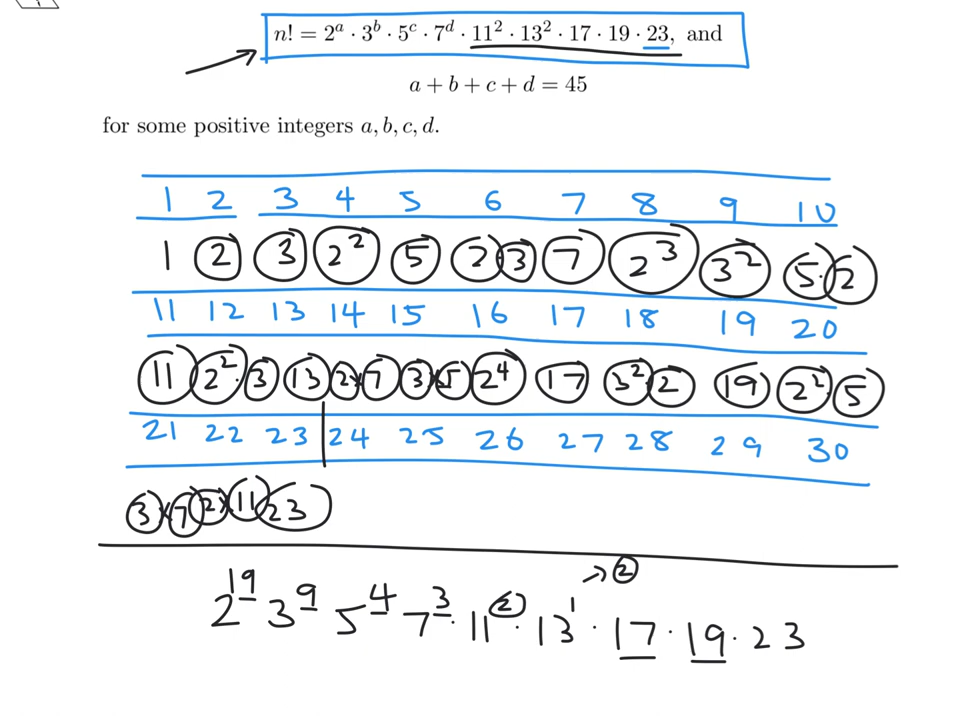 n! = 2^a · 3^b · 5^c · 7^d · 11^2 · 13^2 · 17 · 19 · 23, and
a + b + c + d = 45
for some positive integers a, b, c, d.
1 2 3 4 5 6 7 8 9 10
1 2 3 2^2 5 2 3 7 2^3 3^2 5·2
11 12 13 14 15 16 17 18 19 20
11 2^2·3 13 2×7 3×5 2^4 17 3^2·2 19 2^2·5
21 22 23 24 25 26 27 28 29 30
3×7 2×11 23
→ 2
2^19 3^9 5^4 7^3 · 11^2 · 13^1 · 17 · 19 · 23